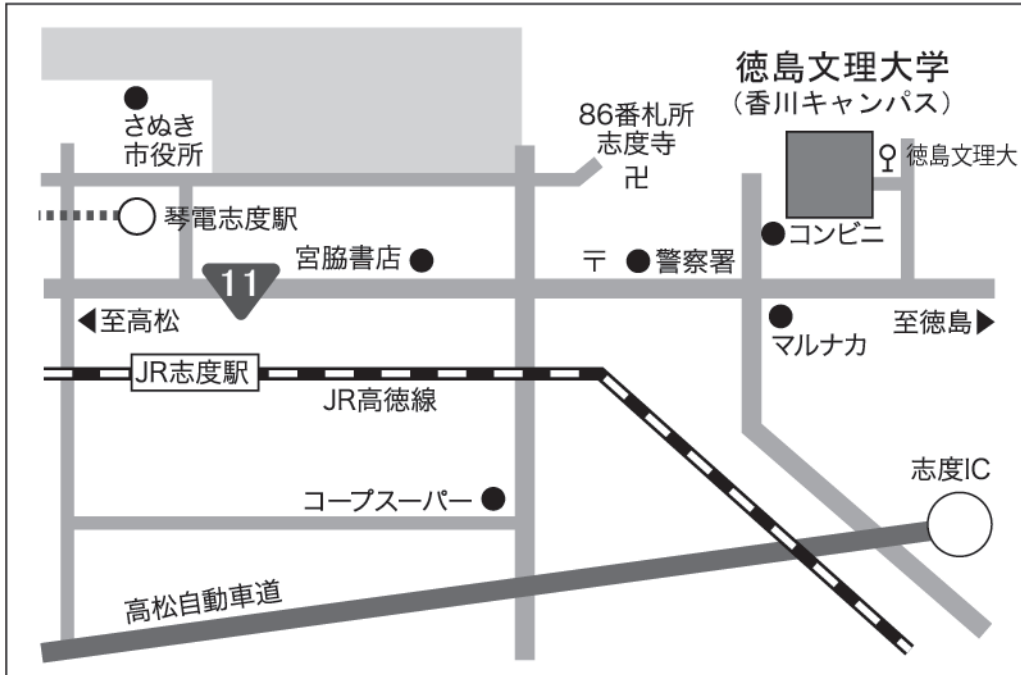 徳島文理大学
(香川キャンパス)
さぬき
市役所
86番札所
志度寺
卍
徳島文理大
琴電志度駅
コンビニ
宮脇書店
〒
警察署
11
◀至高松
マルナカ
至徳島▶
JR志度駅
JR高徳線
志度IC
コープスーパー
高松自動車道